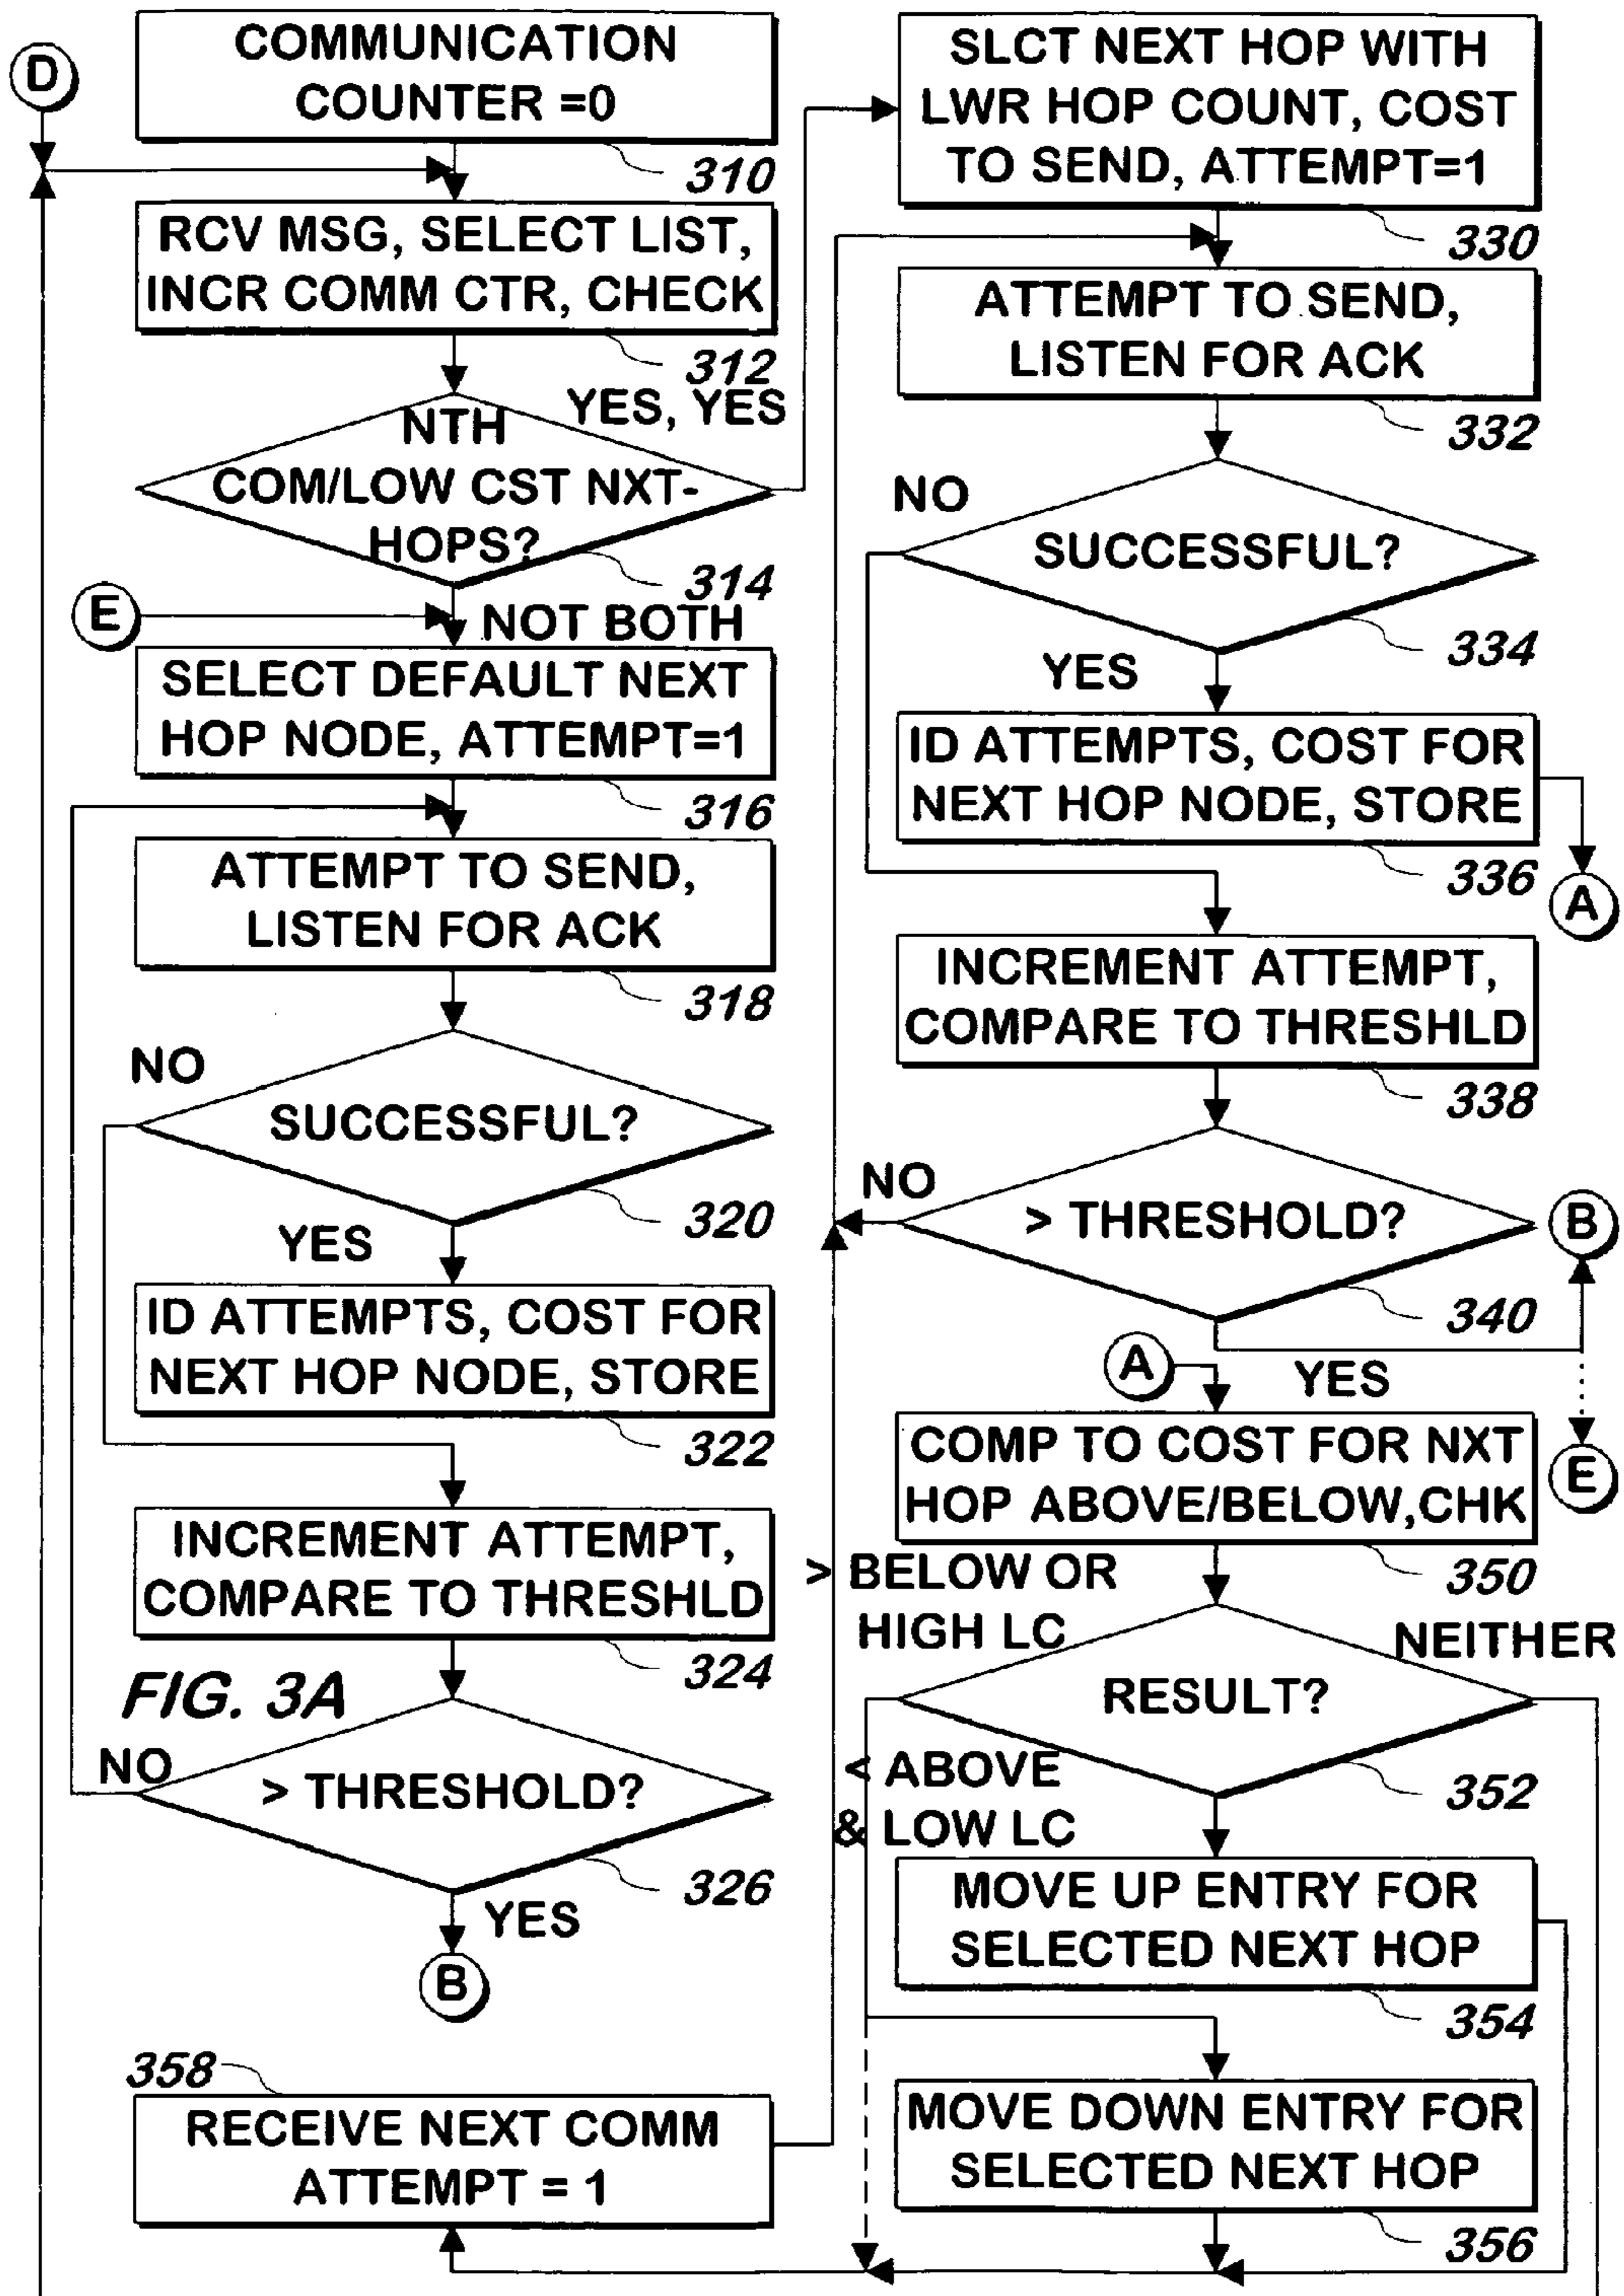 D
COMMUNICATION
COUNTER =0
310
RCV MSG, SELECT LIST,
INCR COMM CTR, CHECK
312
YES, YES
NTH
COM/LOW CST NXT-
HOPS?
314
E
NOT BOTH
SELECT DEFAULT NEXT
HOP NODE, ATTEMPT=1
316
ATTEMPT TO SEND,
LISTEN FOR ACK
318
NO
SUCCESSFUL?
320
YES
ID ATTEMPTS, COST FOR
NEXT HOP NODE, STORE
322
INCREMENT ATTEMPT,
COMPARE TO THRESHLD
324
FIG. 3A
NO
> THRESHOLD?
326
YES
B
358
RECEIVE NEXT COMM
ATTEMPT = 1
SLCT NEXT HOP WITH
LWR HOP COUNT, COST
TO SEND, ATTEMPT=1
330
ATTEMPT TO SEND,
LISTEN FOR ACK
332
NO
SUCCESSFUL?
334
YES
ID ATTEMPTS, COST FOR
NEXT HOP NODE, STORE
336
A
INCREMENT ATTEMPT,
COMPARE TO THRESHLD
338
NO
> THRESHOLD?
B
340
A
YES
E
COMP TO COST FOR NXT
HOP ABOVE/BELOW,CHK
350
> BELOW OR
HIGH LC
NEITHER
RESULT?
352
< ABOVE
& LOW LC
MOVE UP ENTRY FOR
SELECTED NEXT HOP
354
MOVE DOWN ENTRY FOR
SELECTED NEXT HOP
356